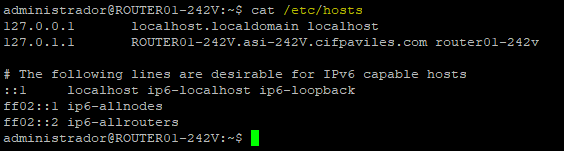 administrador@ROUTER01-242V:~$ cat /etc/hosts
127.0.0.1       localhost.localdomain localhost
127.0.1.1       ROUTER01-242V.asi-242V.cifpaviles.com router01-242v

# The following lines are desirable for IPv6 capable hosts
::1     localhost ip6-localhost ip6-loopback
ff02::1 ip6-allnodes
ff02::2 ip6-allrouters
administrador@ROUTER01-242V:~$